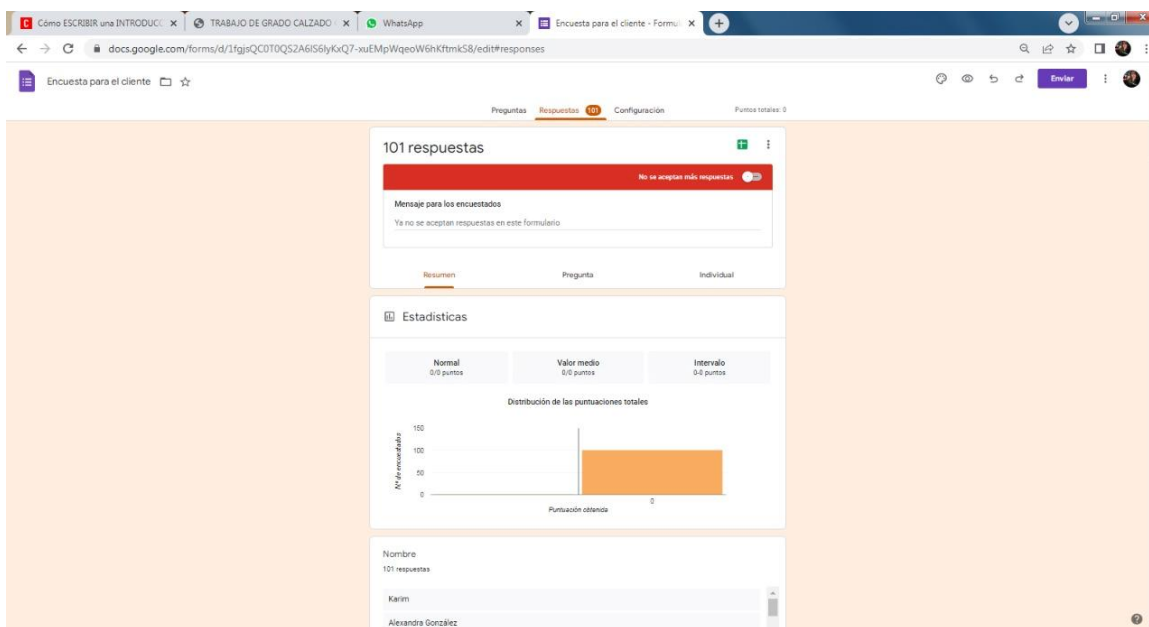 Cómo ESCRIBIR una INTRODUCC
TRABAJO DE GRADO CALZADO
WhatsApp
Encuesta para el cliente - Formul
docs.google.com/forms/d/1fgjsQC0T0QS2A6IS6IyKxQ7-xuEMpWqeoW6hKftmkS8/edit#responses
Encuesta para el cliente
Enviar
Preguntas Respuestas 101 Configuración Puntos totales: 0
101 respuestas
No se aceptan más respuestas
Mensaje para los encuestados
Ya no se aceptan respuestas en este formulario
Resumen Pregunta Individual
Estadísticas
Normal Valor medio Intervalo
0/0 puntos 0/0 puntos 0-0 puntos
Distribución de las puntuaciones totales
N.º de encuestados
150
100
50
0
0
Puntuación obtenida
Nombre
101 respuestas
Karim
Alexandra González